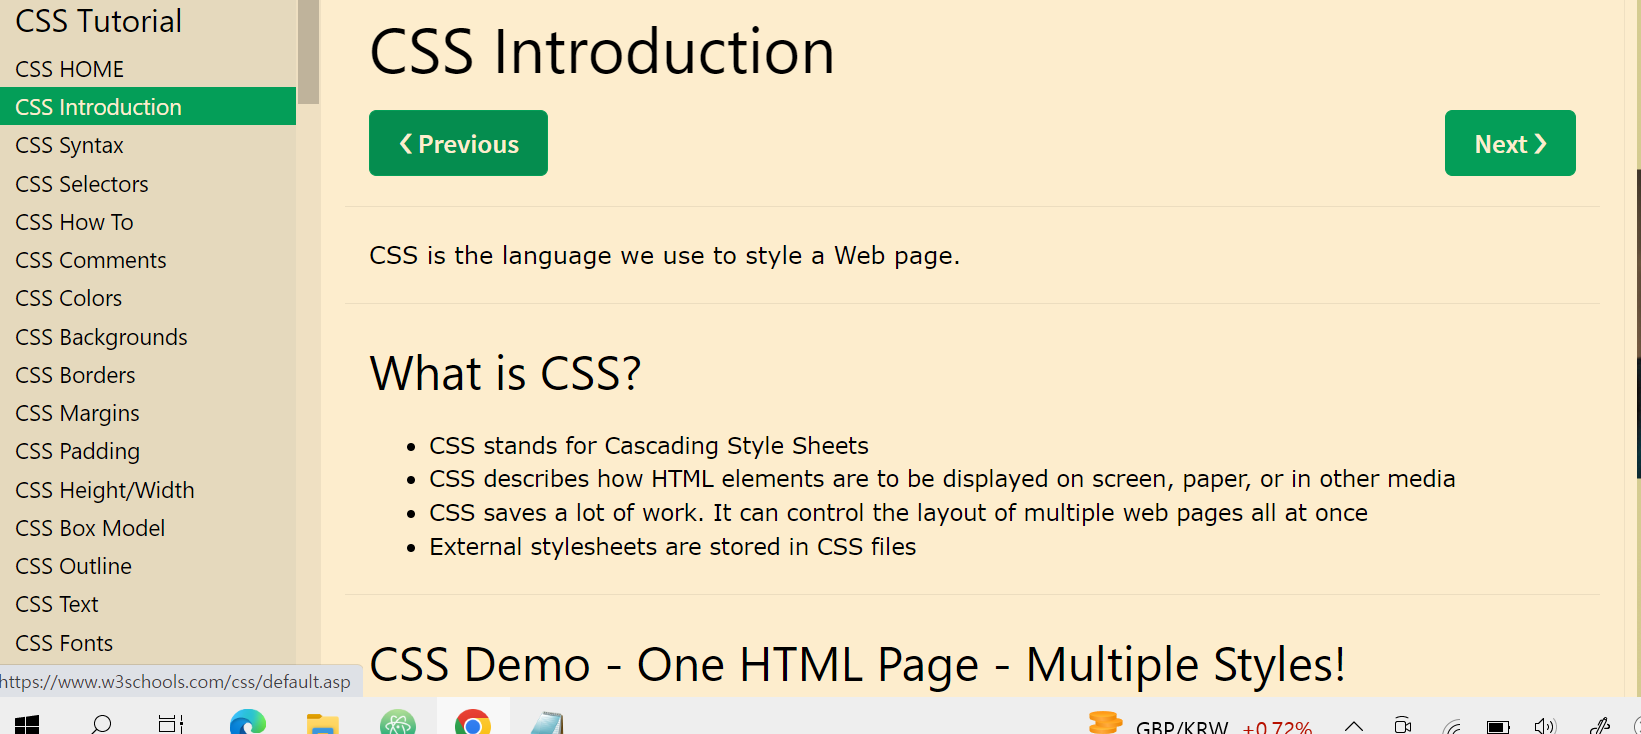 CSS Tutorial
CSS HOME
CSS Introduction
CSS Syntax
CSS Selectors
CSS How To
CSS Comments
CSS Colors
CSS Backgrounds
CSS Borders
CSS Margins
CSS Padding
CSS Height/Width
CSS Box Model
CSS Outline
CSS Text
CSS Fonts
https://www.w3schools.com/css/default.asp
CSS Introduction
❮ Previous
Next ❯
CSS is the language we use to style a Web page.
What is CSS?
• CSS stands for Cascading Style Sheets
• CSS describes how HTML elements are to be displayed on screen, paper, or in other media
• CSS saves a lot of work. It can control the layout of multiple web pages all at once
• External stylesheets are stored in CSS files
CSS Demo - One HTML Page - Multiple Styles!
GBP/KRW +0.72%